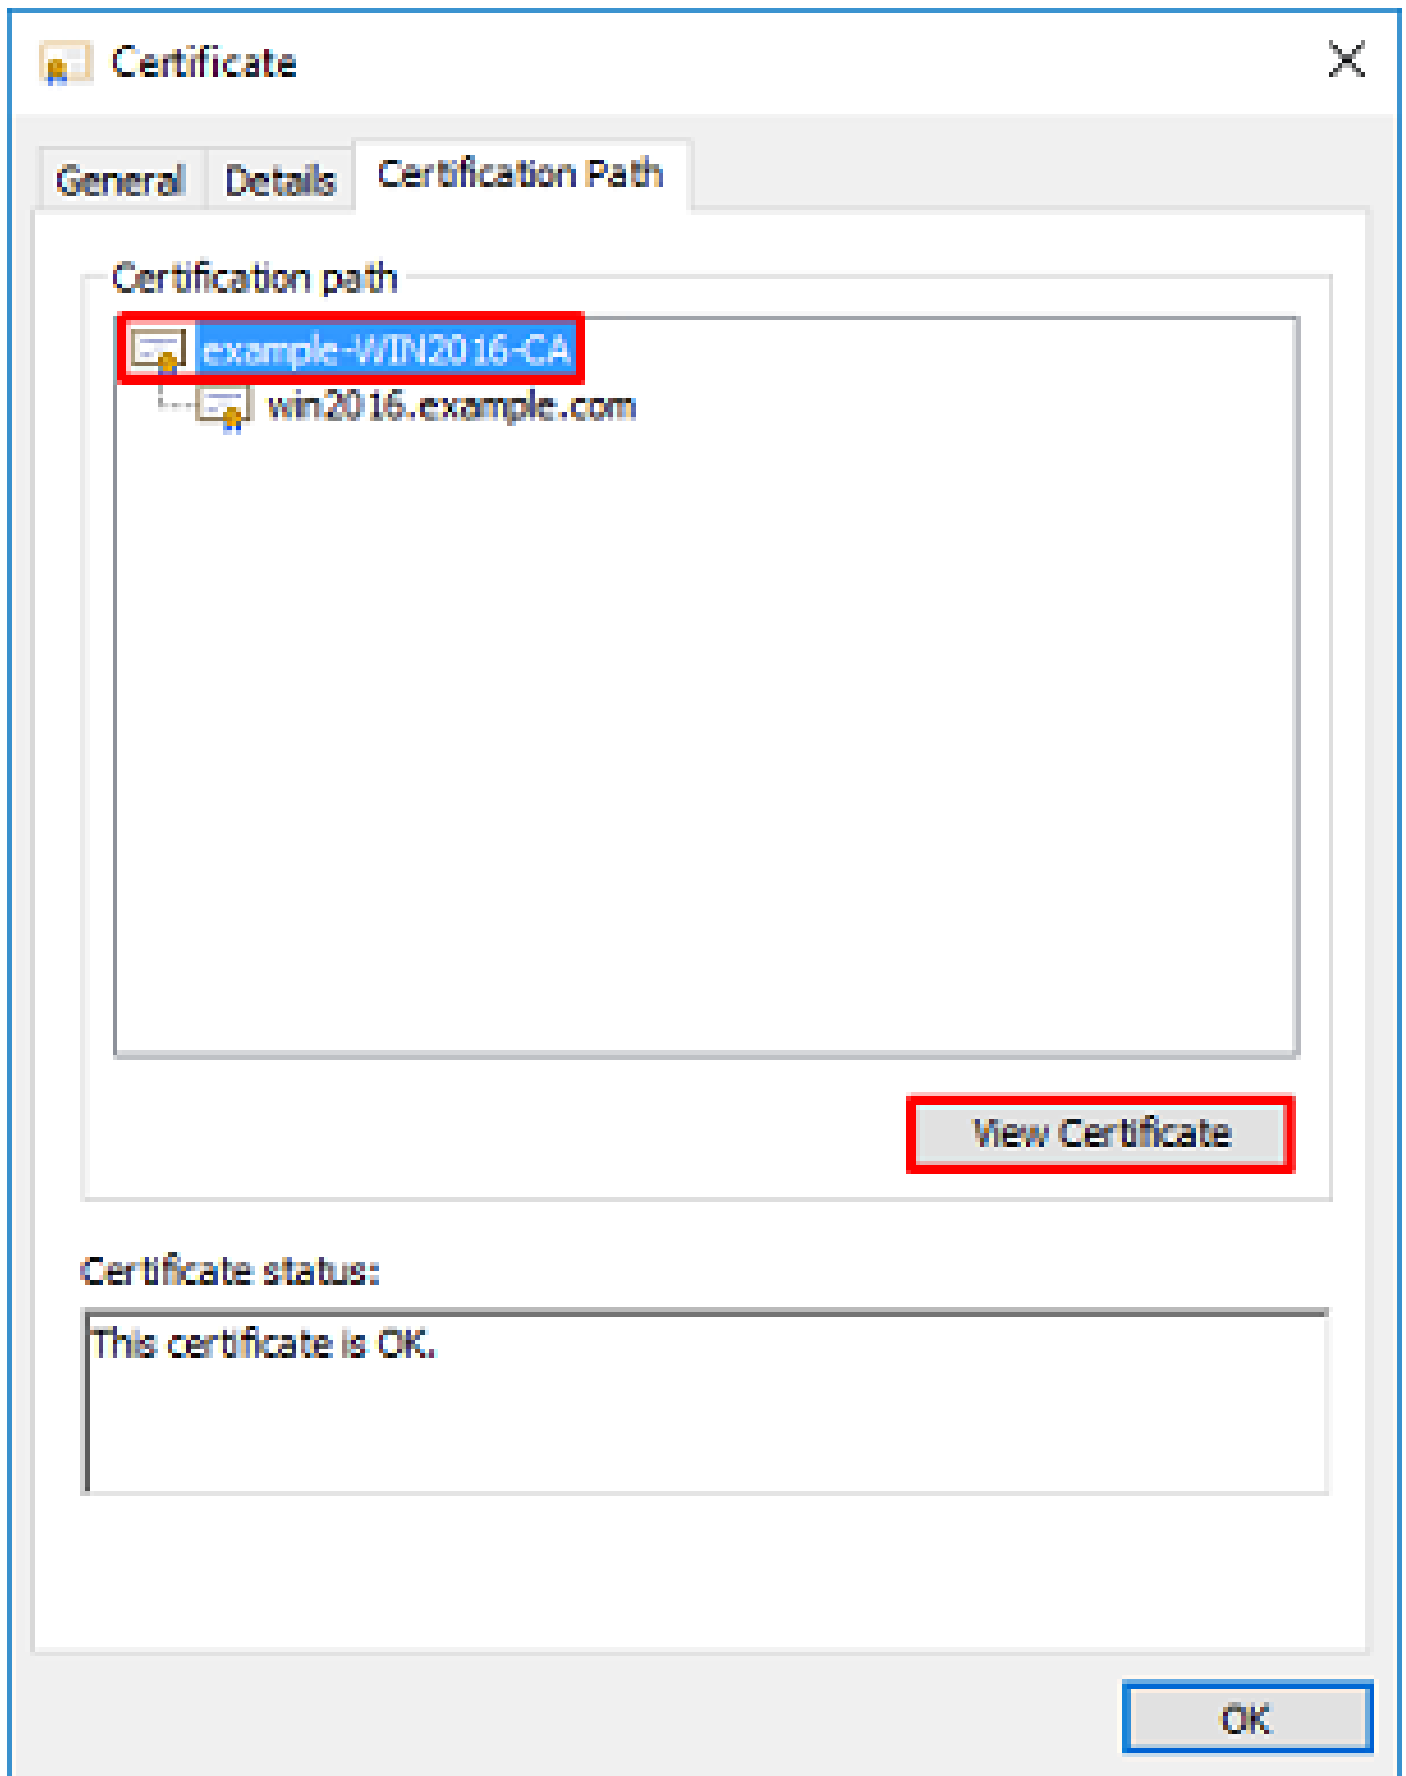 Certificate
General Details Certification Path
Certification path
example-WIN2016-CA
win2016.example.com
View Certificate
Certificate status:
This certificate is OK.
OK